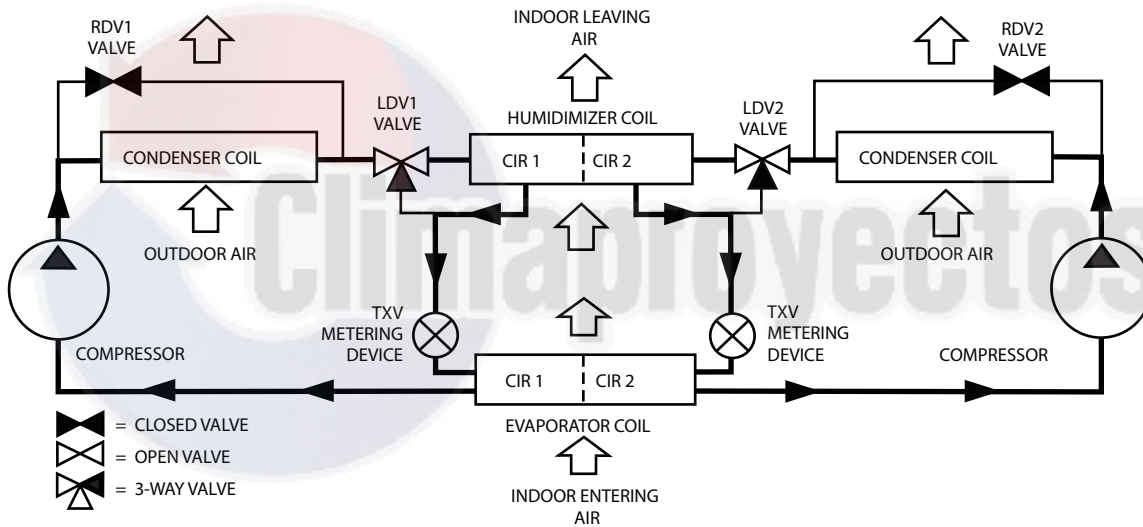 RDV1
VALVE
INDOOR LEAVING
AIR
RDV2
VALVE
LDV1
VALVE
HUMIDIMIZER COIL
LDV2
VALVE
CONDENSER COIL
CIR 1
CIR 2
CONDENSER COIL
OUTDOOR AIR
OUTDOOR AIR
Climaproyectos
TXV
METERING
DEVICE
TXV
METERING
DEVICE
COMPRESSOR
COMPRESSOR
CIR 1
CIR 2
EVAPORATOR COIL
= CLOSED VALVE
= OPEN VALVE
= 3-WAY VALVE
INDOOR ENTERING
AIR